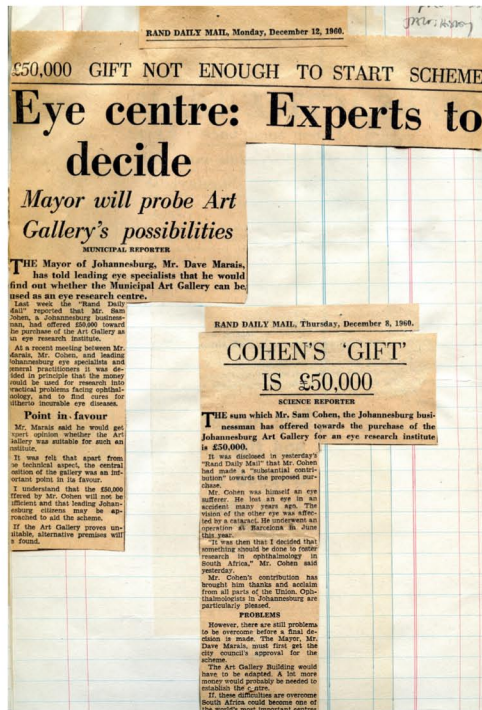 RAND DAILY MAIL, Monday, December 12, 1960.
£50,000 GIFT NOT ENOUGH TO START SCHEME
Eye centre: Experts to
decide
Mayor will probe Art
Gallery's possibilities
MUNICIPAL REPORTER
THE Mayor of Johannesburg, Mr. Dave Marais,
has told leading eye specialists that he would
find out whether the Municipal Art Gallery can be
used as an eye research centre.
Last week the "Rand Daily
Mail" reported that Mr. Sam
Cohen, a Johannesburg business-
man, had offered £50,000 toward
he purchase of the Art Gallery as
an eye research institute.
At a recent meeting between Mr.
Marais, Mr. Cohen, and leading
Johannesburg eye specialists and
general practitioners it was de-
ided in principle that the money
ould be used for research into
practical problems facing ophthal-
nology, and to find cures for
hitherto incurable eye diseases.
Point in favour
Mr. Marais said he would get
xpert opinion whether the Art
Gallery was suitable for such an
nstitute.
It was felt that apart from
he technical aspect, the central
osition of the gallery was an im-
ortant point in its favour.
I understand that the £50,000
ffered by Mr. Cohen will not be
ufficient and that leading Johan-
esburg citizens may be ap-
roached to aid the scheme.
If the Art Gallery proves un-
itable, alternative premises will
e found.
RAND DAILY MAIL, Thursday, December 8, 1960.
COHEN'S 'GIFT'
IS £50,000
SCIENCE REPORTER
THE sum which Mr. Sam Cohen, the Johannesburg busi-
nessman has offered towards the purchase of the
Johannesburg Art Gallery for an eye research institute
is £50,000.
It was disclosed in yesterday's
"Rand Daily Mail" that Mr. Cohen
had made a "substantial contri-
bution" towards the proposed pur-
chase.
Mr. Cohen was himself an eye
sufferer. He lost an eye in an
accident many years ago. The
vision of the other eye was affec-
ted by a cataract. He underwent an
operation at Barcelona in June
this year.
"It was then that I decided that
something should be done to foster
research in ophthalmology in
South Africa," Mr. Cohen said
yesterday.
Mr. Cohen's contribution has
brought him thanks and acclaim
from all parts of the Union. Oph-
thalmologists in Johannesburg are
particularly pleased.
PROBLEMS
However, there are still problems
to be overcome before a final de-
cision is made. The Mayor, Mr.
Dave Marais, must first get the
city council's approval for the
scheme.
The Art Gallery Building would
have to be adapted. A lot more
money would probably be needed to
establish the c ntre.
If these difficulties are overcome
South Africa could become one of
the world's most important centres